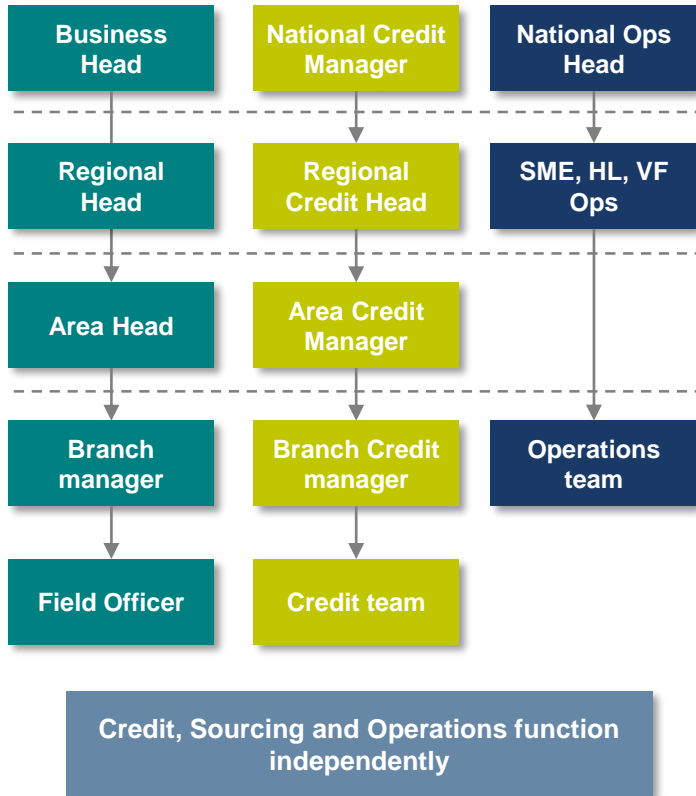 Business
Head
National Credit
Manager
National Ops
Head
Regional
Head
Regional
Credit Head
SME, HL, VF
Ops
Area Head
Area Credit
Manager
Branch
manager
Branch Credit
manager
Operations
team
Field Officer
Credit team
Credit, Sourcing and Operations function
independently